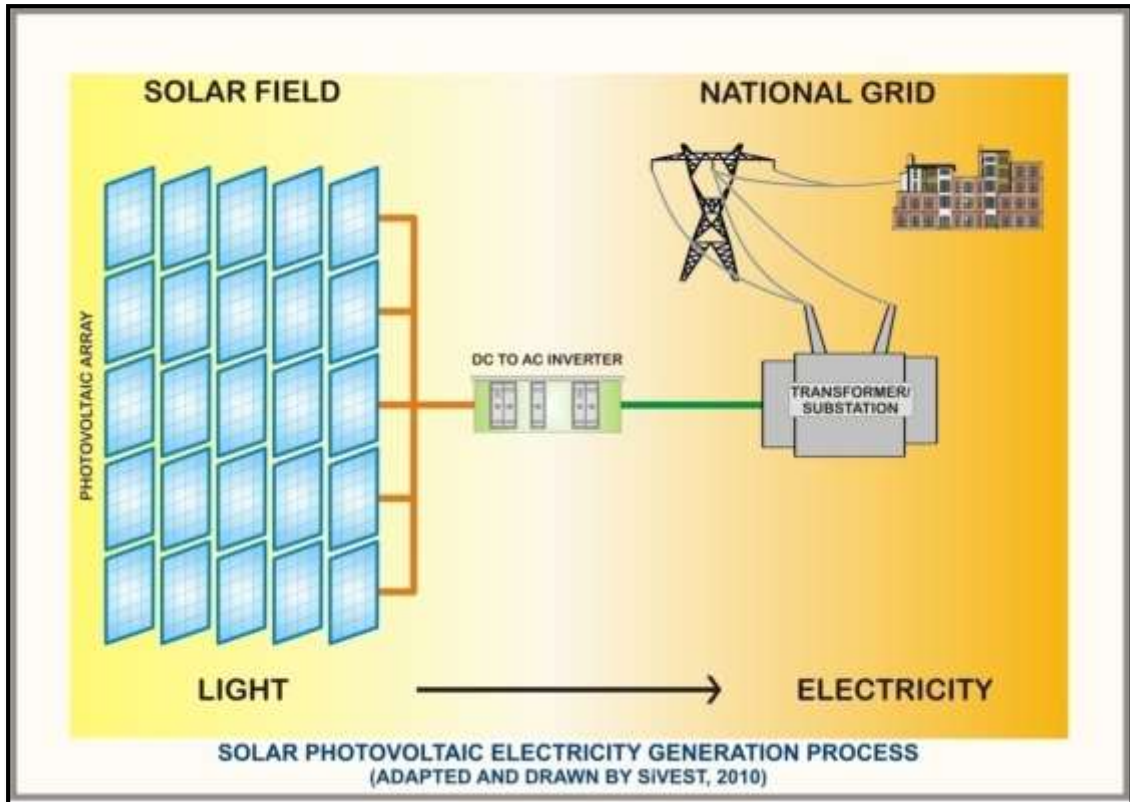 SOLAR FIELD
NATIONAL GRID
PHOTOVOLTAIC ARRAY
DC TO AC INVERTER
TRANSFORMER/
SUBSTATION
LIGHT
ELECTRICITY
SOLAR PHOTOVOLTAIC ELECTRICITY GENERATION PROCESS
(ADAPTED AND DRAWN BY SiVEST, 2010)